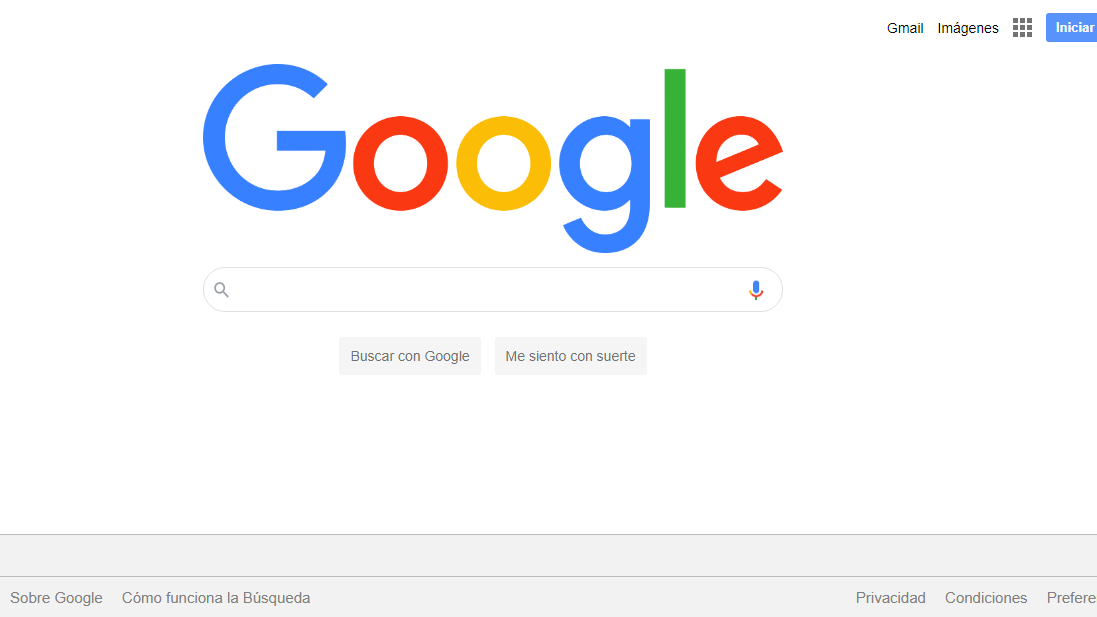 Gmail Imágenes Iniciar
Google
Buscar con Google Me siento con suerte
Sobre Google Cómo funciona la Búsqueda Privacidad Condiciones Prefere